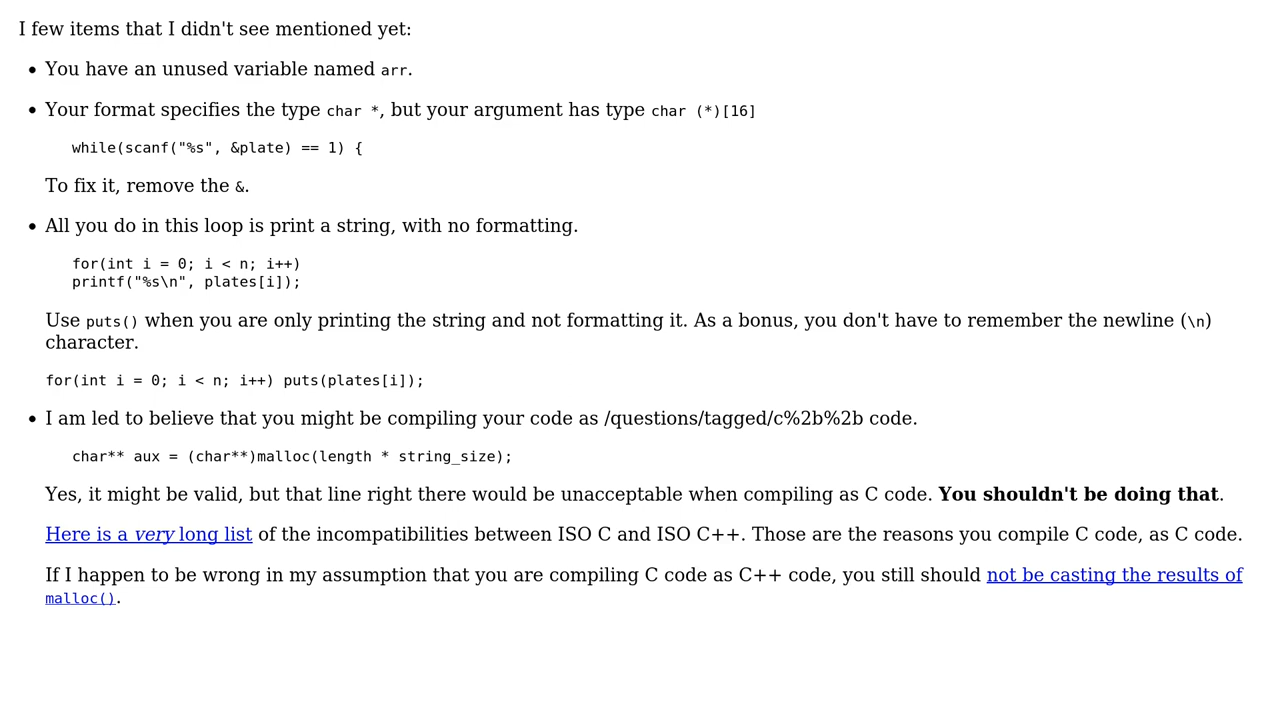 I few items that I didn't see mentioned yet:
• You have an unused variable named arr.
• Your format specifies the type char *, but your argument has type char (*)[16]
while(scanf("%s", &plate) == 1) {
To fix it, remove the &.
• All you do in this loop is print a string, with no formatting.
for(int i = 0; i < n; i++)
printf("%s\n", plates[i]);
Use puts() when you are only printing the string and not formatting it. As a bonus, you don't have to remember the newline (\n)
character.
for(int i = 0; i < n; i++) puts(plates[i]);
• I am led to believe that you might be compiling your code as /questions/tagged/c%2b%2b code.
char** aux = (char**)malloc(length * string_size);
Yes, it might be valid, but that line right there would be unacceptable when compiling as C code. You shouldn't be doing that.
Here is a very long list of the incompatibilities between ISO C and ISO C++. Those are the reasons you compile C code, as C code.
If I happen to be wrong in my assumption that you are compiling C code as C++ code, you still should not be casting the results of
malloc().